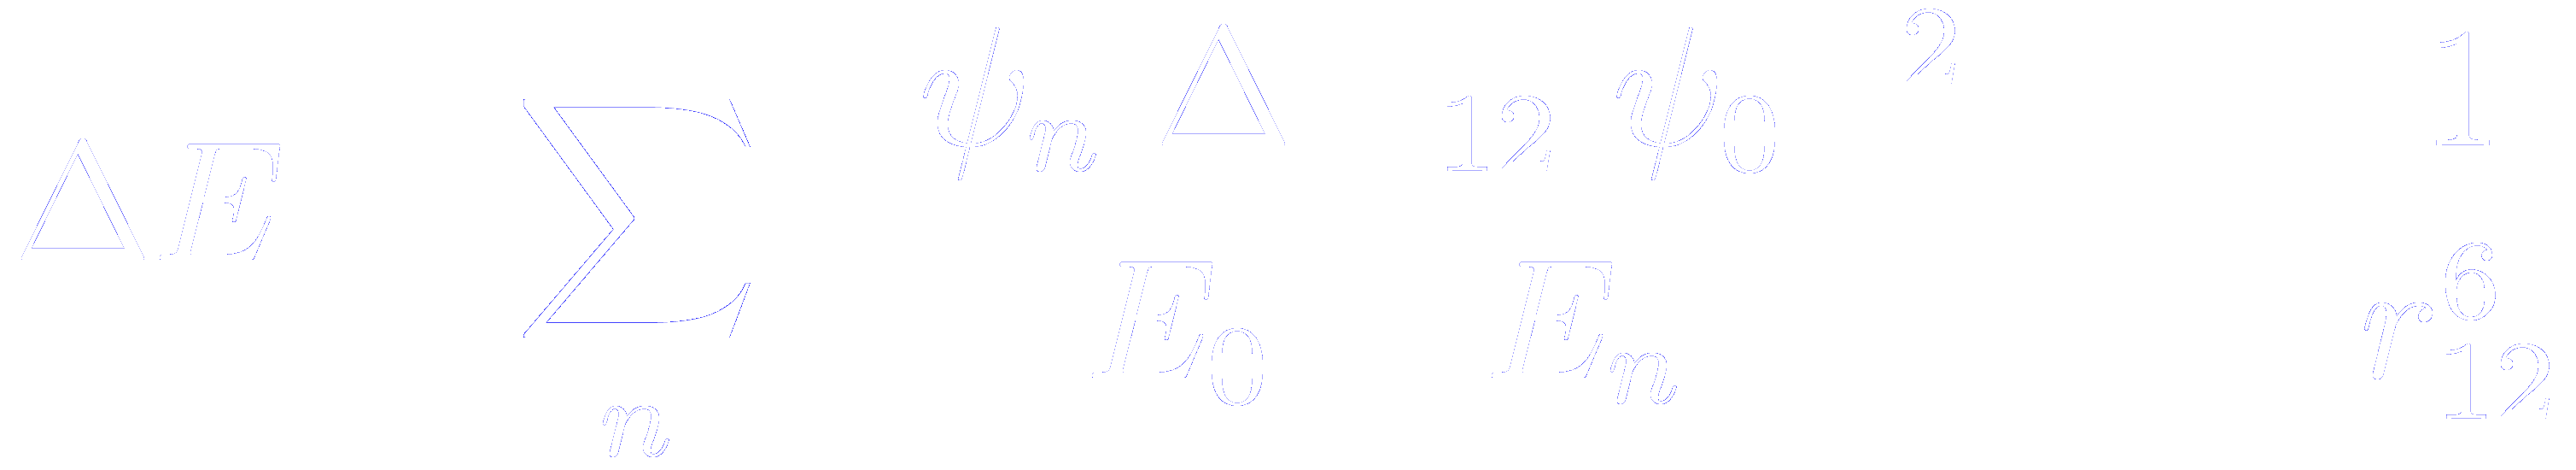 ΔE ∑_n ψ_n Δ _12 ψ_0 ^2 / E_0 E_n 1 / r_12^6